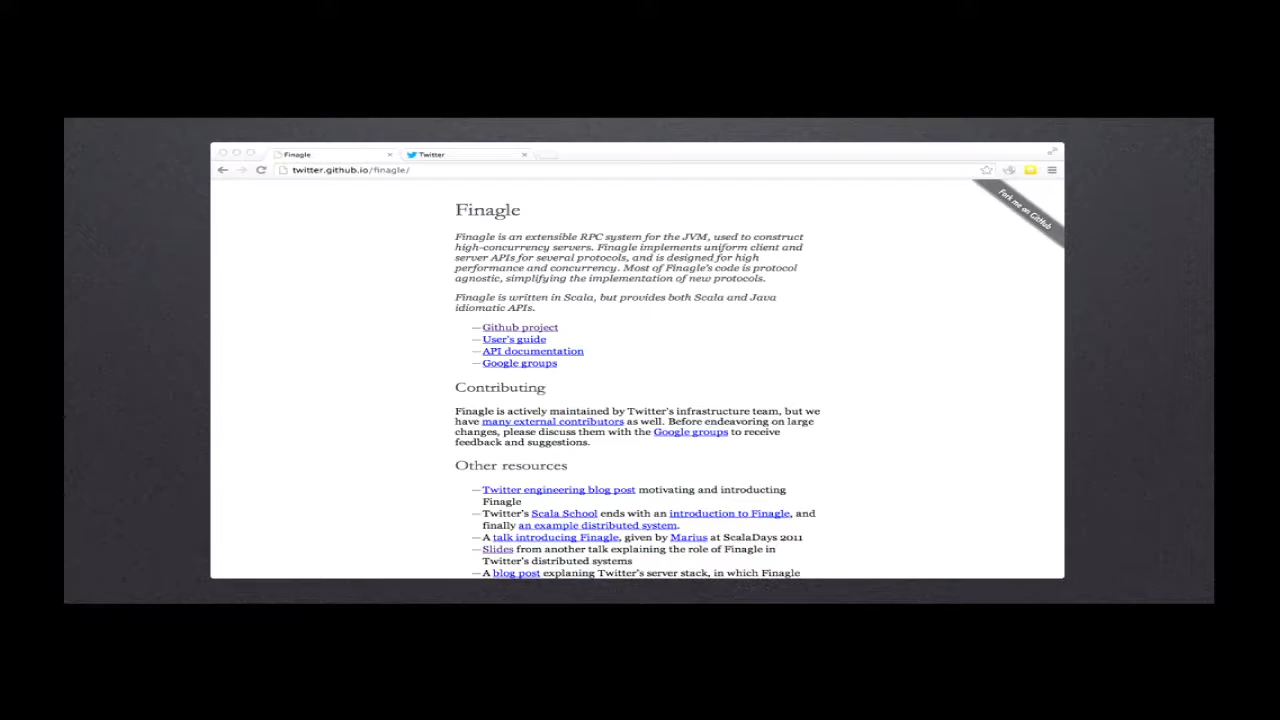 Finagle
Twitter
twitter.github.io/finagle/
Fork me on GitHub
Finagle
Finagle is an extensible RPC system for the JVM, used to construct
high-concurrency servers. Finagle implements uniform client and
server APIs for several protocols, and is designed for high
performance and concurrency. Most of Finagle's code is protocol
agnostic, simplifying the implementation of new protocols.
Finagle is written in Scala, but provides both Scala and Java
idiomatic APIs.
—Github project
—User's guide
—API documentation
—Google groups
Contributing
Finagle is actively maintained by Twitter's infrastructure team, but we
have many external contributors as well. Before endeavoring on large
changes, please discuss them with the Google groups to receive
feedback and suggestions.
Other resources
—Twitter engineering blog post motivating and introducing
Finagle
—Twitter's Scala School ends with an introduction to Finagle, and
finally an example distributed system.
—A talk introducing Finagle, given by Marius at ScalaDays 2011
—Slides from another talk explaining the role of Finagle in
Twitter's distributed systems
—A blog post explaning Twitter's server stack, in which Finagle